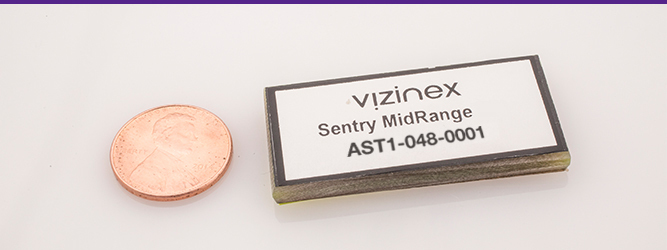 vizinex
Sentry MidRange
AST1-048-0001